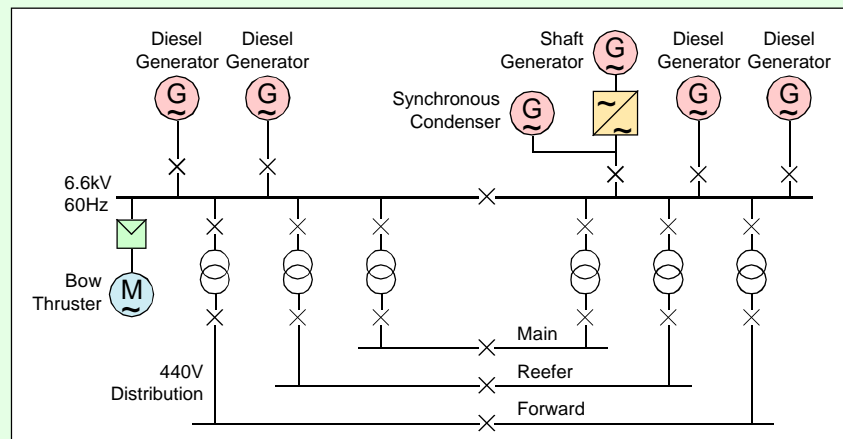 Diesel
Generator
Diesel
Generator
Shaft
Generator
Diesel
Generator
Diesel
Generator
G
~
G
~
G
~
G
~
G
~
Synchronous
Condenser
G
~
~
~
6.6kV
60Hz
Bow
Thruster
M
~
Main
440V
Distribution
Reefer
Forward